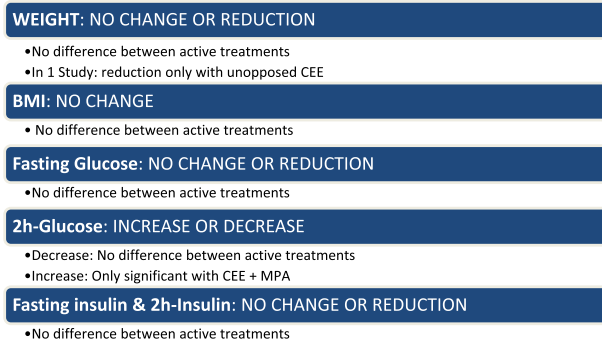 WEIGHT: NO CHANGE OR REDUCTION
•No difference between active treatments
•In 1 Study: reduction only with unopposed CEE
BMI: NO CHANGE
• No difference between active treatments
Fasting Glucose: NO CHANGE OR REDUCTION
•No difference between active treatments
2h-Glucose: INCREASE OR DECREASE
•Decrease: No difference between active treatments
•Increase: Only significant with CEE + MPA
Fasting insulin & 2h-Insulin: NO CHANGE OR REDUCTION
•No difference between active treatments